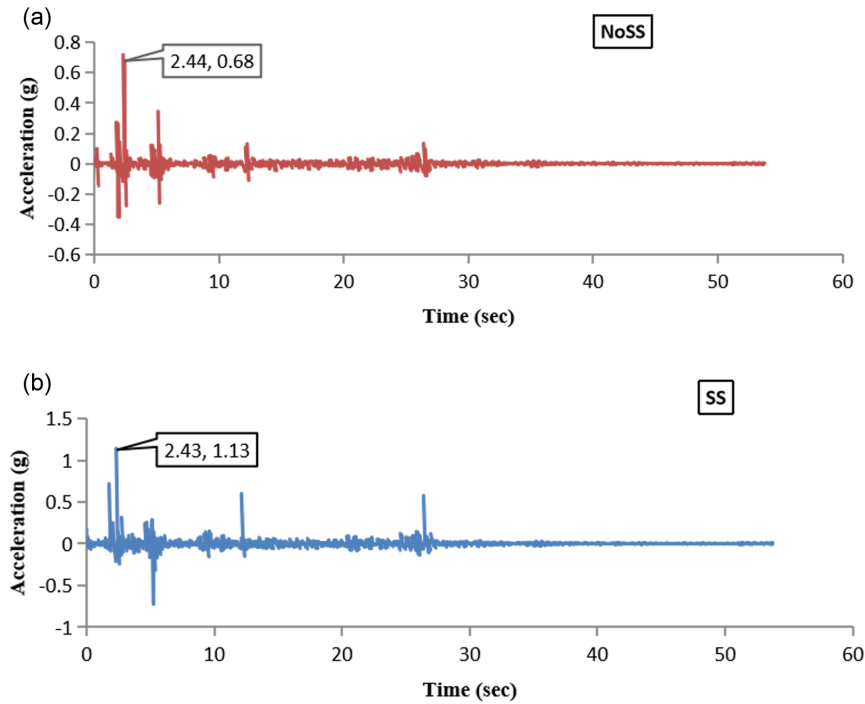 (a)
NoSS
0.8
0.6
0.4
0.2
0
-0.2
-0.4
-0.6
Acceleration (g)
2.44, 0.68
0 10 20 30 40 50 60
Time (sec)
(b)
SS
1.5
1
0.5
0
-0.5
-1
Acceleration (g)
2.43, 1.13
0 10 20 30 40 50 60
Time (sec)